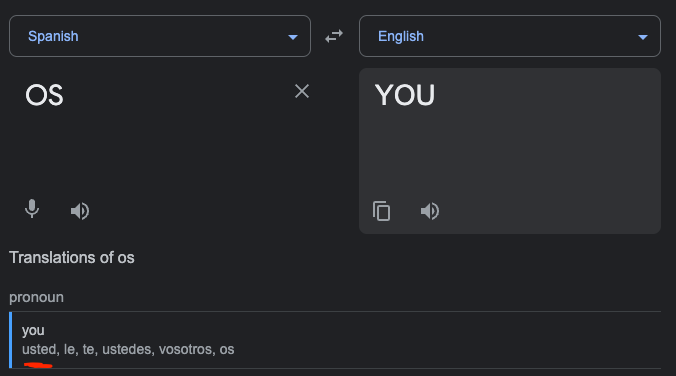 Spanish
English
OS
YOU
Translations of os
pronoun
you
usted, le, te, ustedes, vosotros, os